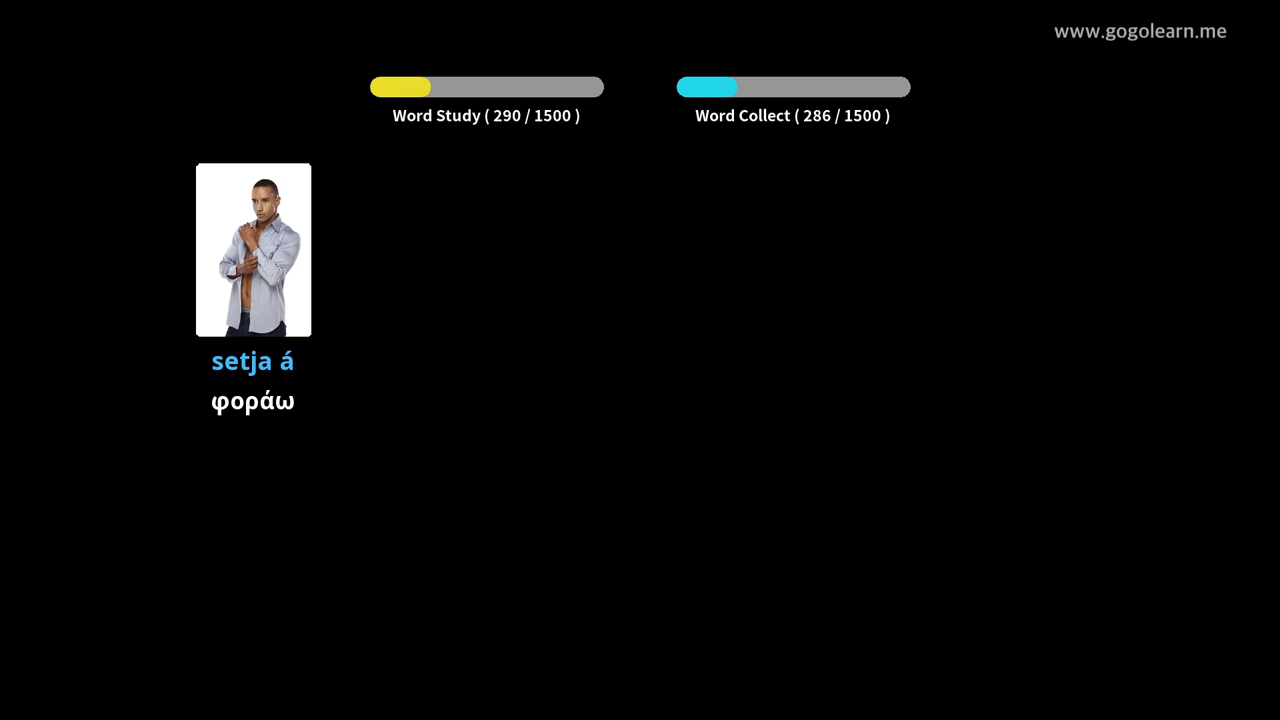 www.gogolearn.me
Word Study ( 290 / 1500 )
Word Collect ( 286 / 1500 )
setja á
φοράω